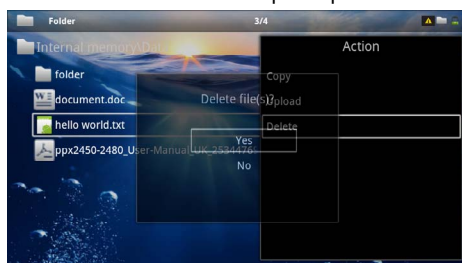 Folder
3/4
Internal memory\Da
Action
folder
Copy
document.doc
Delete file(s)?
Upload
hello world.txt
Delete
Yes
ppx2450-2480_User-Manual_UK_2534476
No